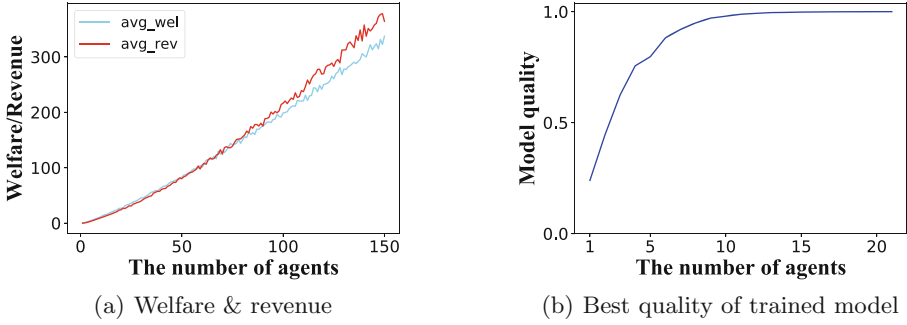 avg_wel
avg_rev
300
200
100
0
0 50 100 150
Welfare/Revenue
The number of agents
(a) Welfare & revenue
1.0
0.5
0.0
1 5 10 15 20
Model quality
The number of agents
(b) Best quality of trained model